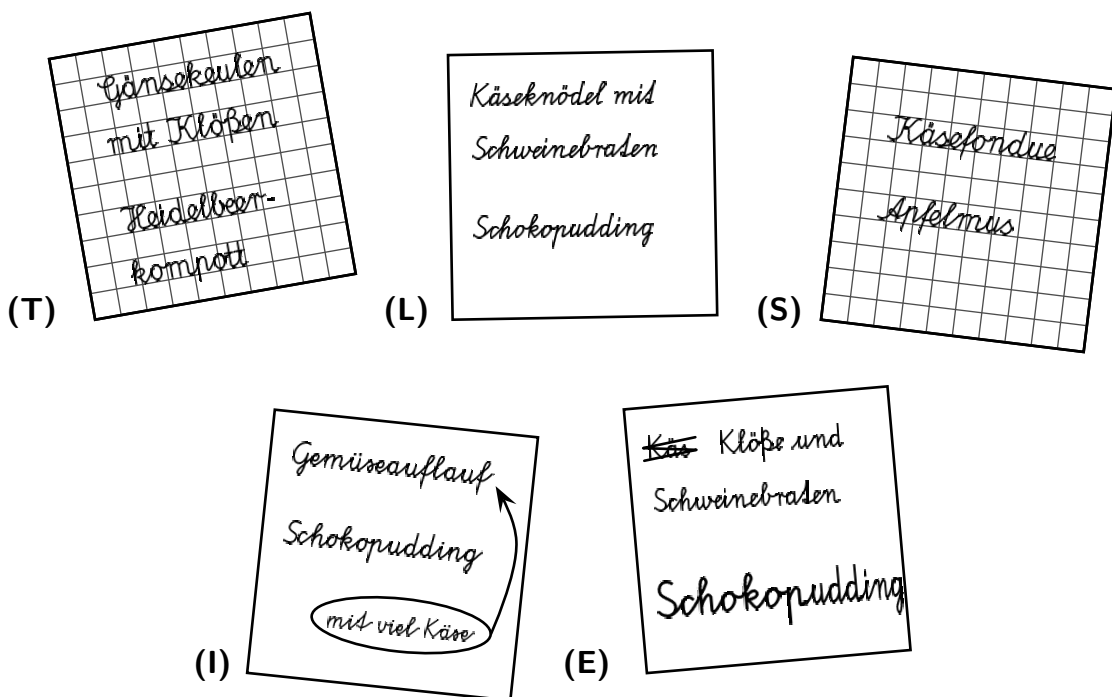 Gänsekeulen
mit Klößen
Heidelbeer-
kompott
(T)
Käseknödel mit
Schweinebraten
Schokopudding
(L)
Käsefondue
Apfelmus
(S)
Gemüseauflauf
Schokopudding
mit viel Käse
(I)
Käs Klöße und
Schweinebraten
Schokopudding
(E)